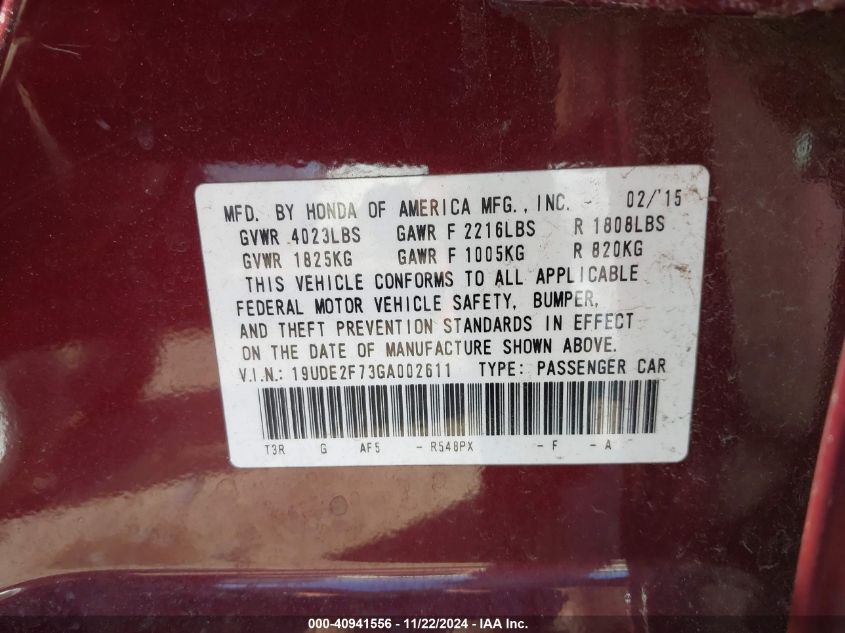 MFD. BY HONDA OF AMERICA MFG., INC. - 02/'15
GVWR 4023LBS GAWR F 2216LBS R 1808LBS
GVWR 1825KG GAWR F 1005KG R 820KG
THIS VEHICLE CONFORMS TO ALL APPLICABLE
FEDERAL MOTOR VEHICLE SAFETY, BUMPER,
AND THEFT PREVENTION STANDARDS IN EFFECT
ON THE DATE OF MANUFACTURE SHOWN ABOVE.
V.I.N.: 19UDE2F73GA002611 TYPE: PASSENGER CAR
T3R G AF5 - R548PX - F - A -
000-40941556 - 11/22/2024 - IAA Inc.